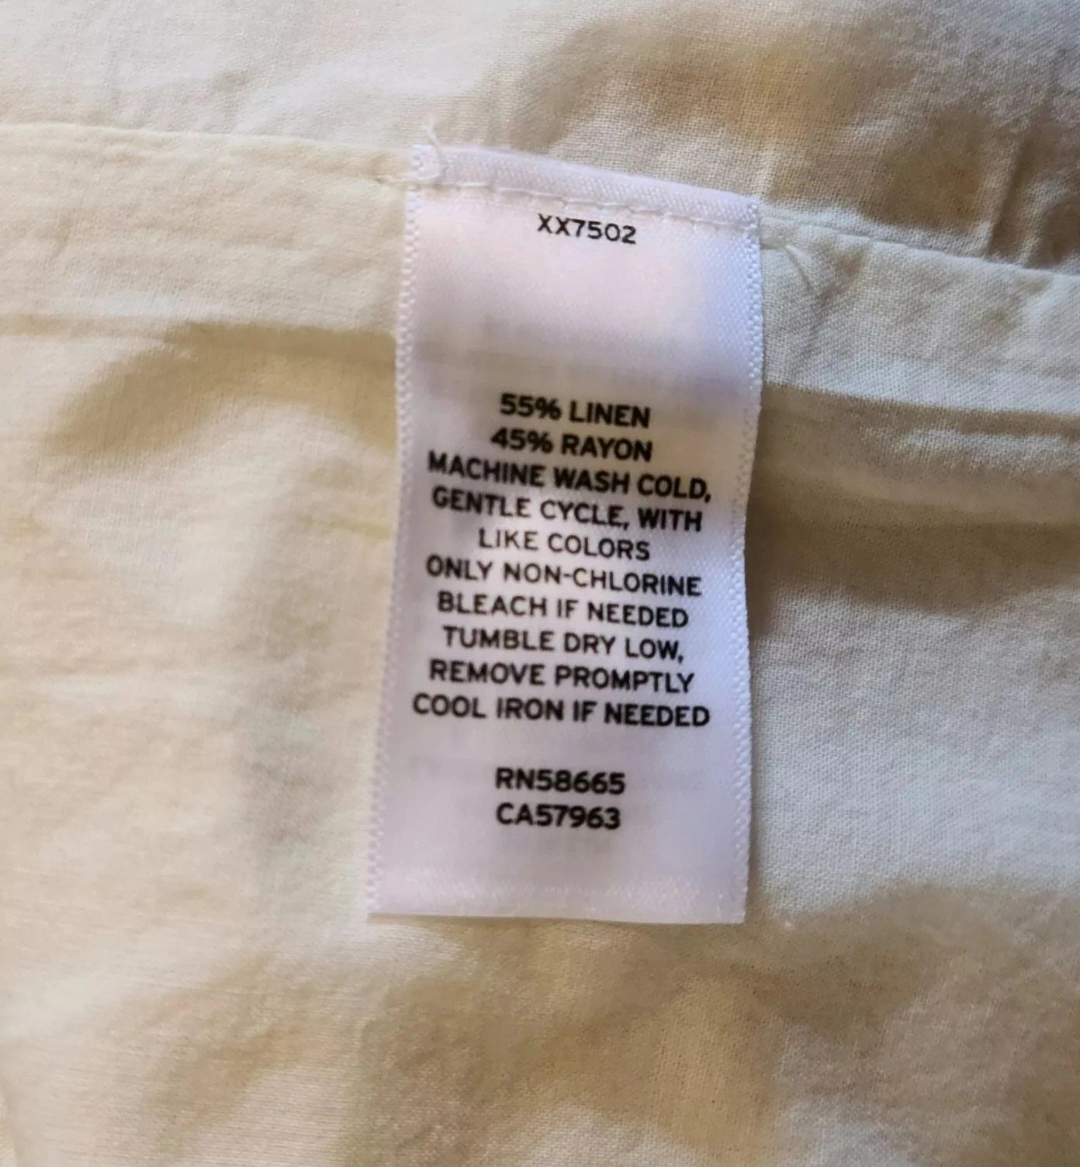 XX7502
55% LINEN
45% RAYON
MACHINE WASH COLD,
GENTLE CYCLE, WITH
LIKE COLORS
ONLY NON-CHLORINE
BLEACH IF NEEDED
TUMBLE DRY LOW,
REMOVE PROMPTLY
COOL IRON IF NEEDED
RN58665
CA57963